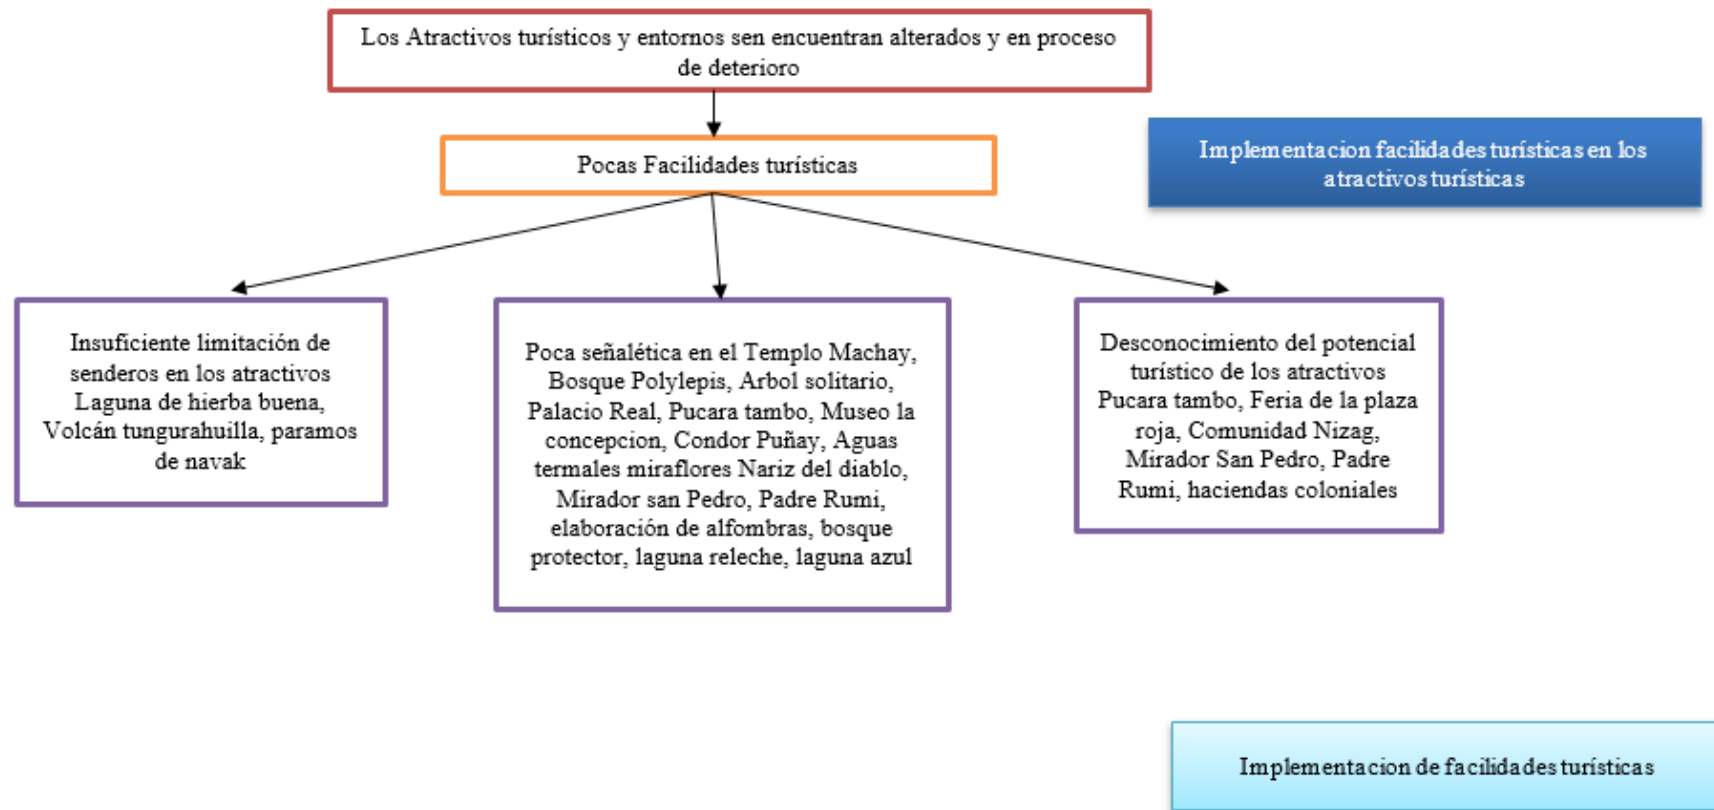 Los Atractivos turísticos y entornos sen encuentran alterados y en proceso
de deterioro
Pocas Facilidades turísticas
Implementacion facilidades turísticas en los
atractivos turísticas
Insuficiente limitación de
senderos en los atractivos
Laguna de hierba buena,
Volcán tungurahuilla, paramos
de navak
Poca señalética en el Templo Machay,
Bosque Polylepis, Arbol solitario,
Palacio Real, Pucara tambo, Museo la
concepcion, Condor Puñay, Aguas
termales miraflores Nariz del diablo,
Mirador san Pedro, Padre Rumi,
elaboración de alfombras, bosque
protector, laguna releche, laguna azul
Desconocimiento del potencial
turístico de los atractivos
Pucara tambo, Feria de la plaza
roja, Comunidad Nizag,
Mirador San Pedro, Padre
Rumi, haciendas coloniales
Implementacion de facilidades turísticas